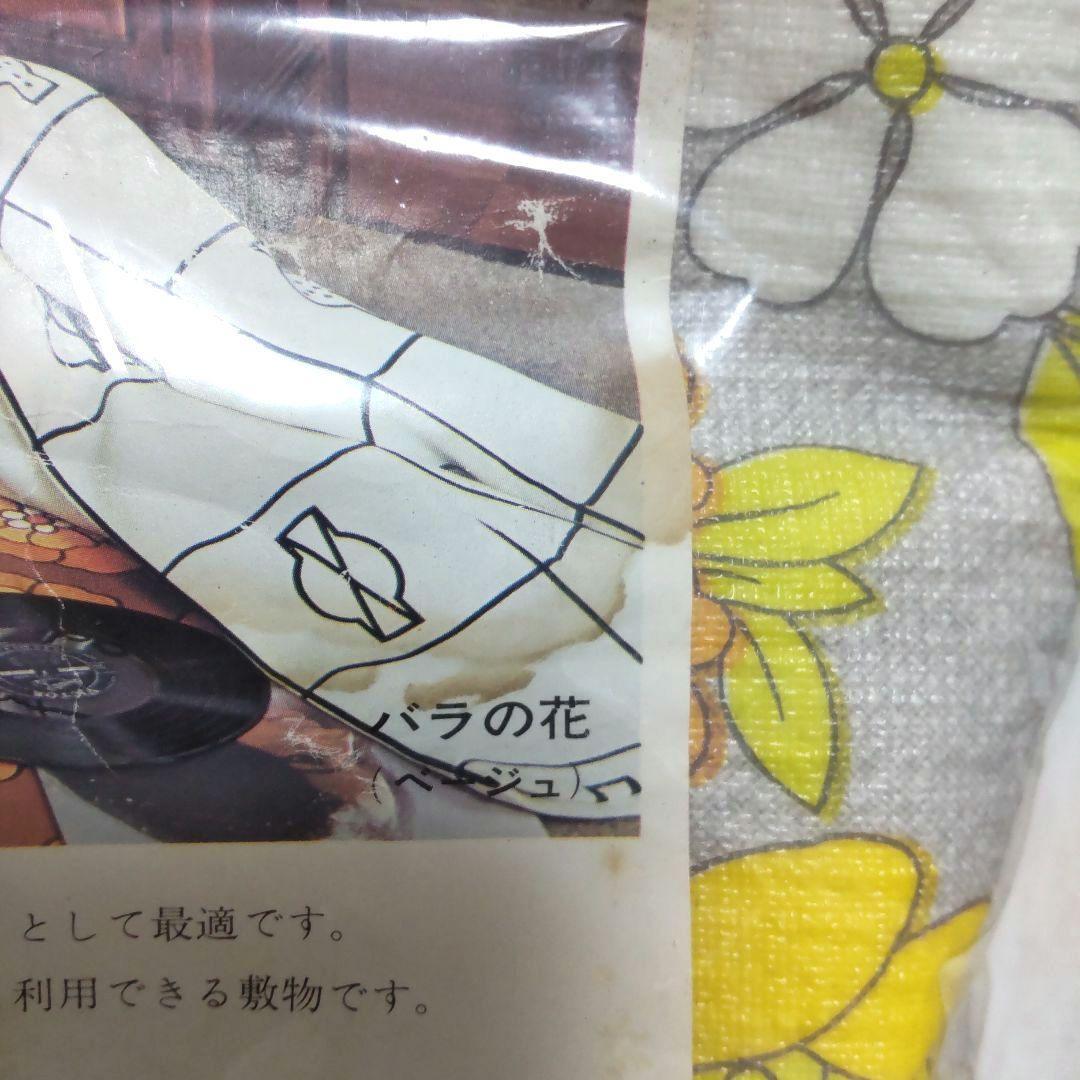 バラの花
(ベージュ)
として最適です。
利用できる敷物です。